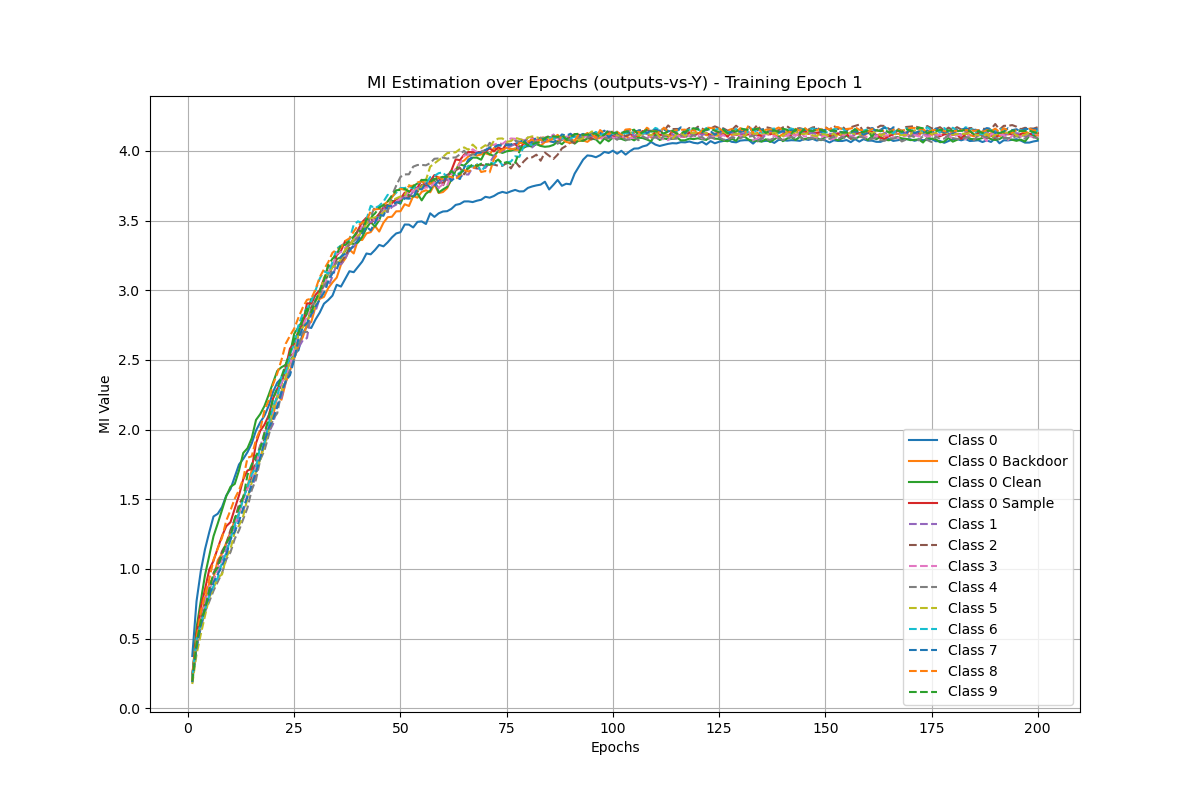 MI Estimation over Epochs (outputs-vs-Y) - Training Epoch 1
MI Value
4.0
3.5
3.0
2.5
2.0
1.5
1.0
0.5
0.0
Class 0
Class 0 Backdoor
Class 0 Clean
Class 0 Sample
Class 1
Class 2
Class 3
Class 4
Class 5
Class 6
Class 7
Class 8
Class 9
0 25 50 75 100 125 150 175 200
Epochs